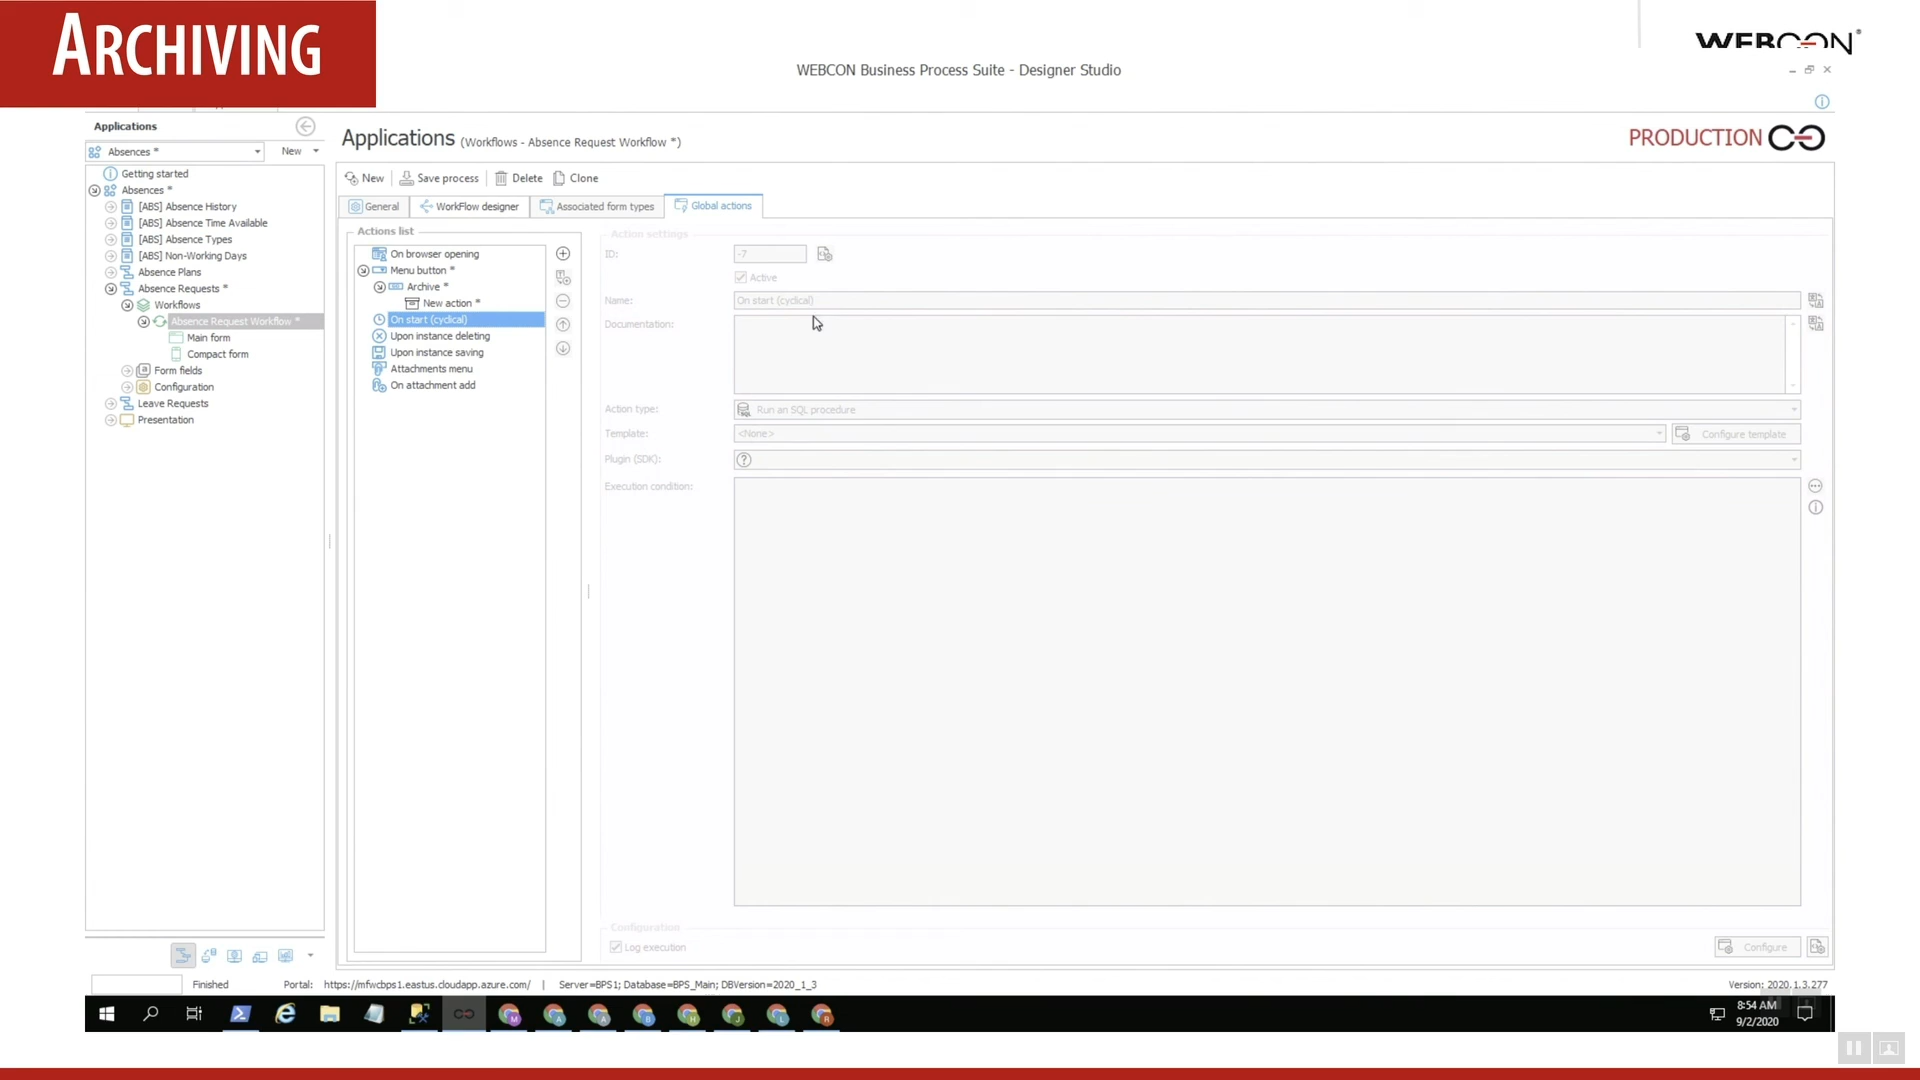 ARCHIVING
WEBCON®
WEBCON Business Process Suite - Designer Studio
Applications
Absences *
New
Getting started
Absences *
[ABS] Absence History
[ABS] Absence Time Available
[ABS] Absence Types
[ABS] Non-Working Days
Absence Plans
Absence Requests *
Workflows
Absence Request Workflow *
Main form
Compact form
Form fields
Configuration
Leave Requests
Presentation
Applications (Workflows - Absence Request Workflow *)
PRODUCTION
New
Save process
Delete
Clone
General
WorkFlow designer
Associated form types
Global actions
Actions list
On browser opening
Menu button *
Archive *
New action *
On start (cyclical)
Upon instance deleting
Upon instance saving
Attachments menu
On attachment add
Action settings
ID:
-7
Active
Name:
On start (cyclical)
Documentation:
Action type:
Run an SQL procedure
Template:
<None>
Configure template
Plugin (SDK):
Execution condition:
Configuration
Log execution
Configure
Finished
Portal: https://mfwcbps1.eastus.cloudapp.azure.com/ | Server=BPS1; Database=BPS_Main; DBVersion=2020_1_3
Version: 2020.1.3.277
8:54 AM
9/2/2020